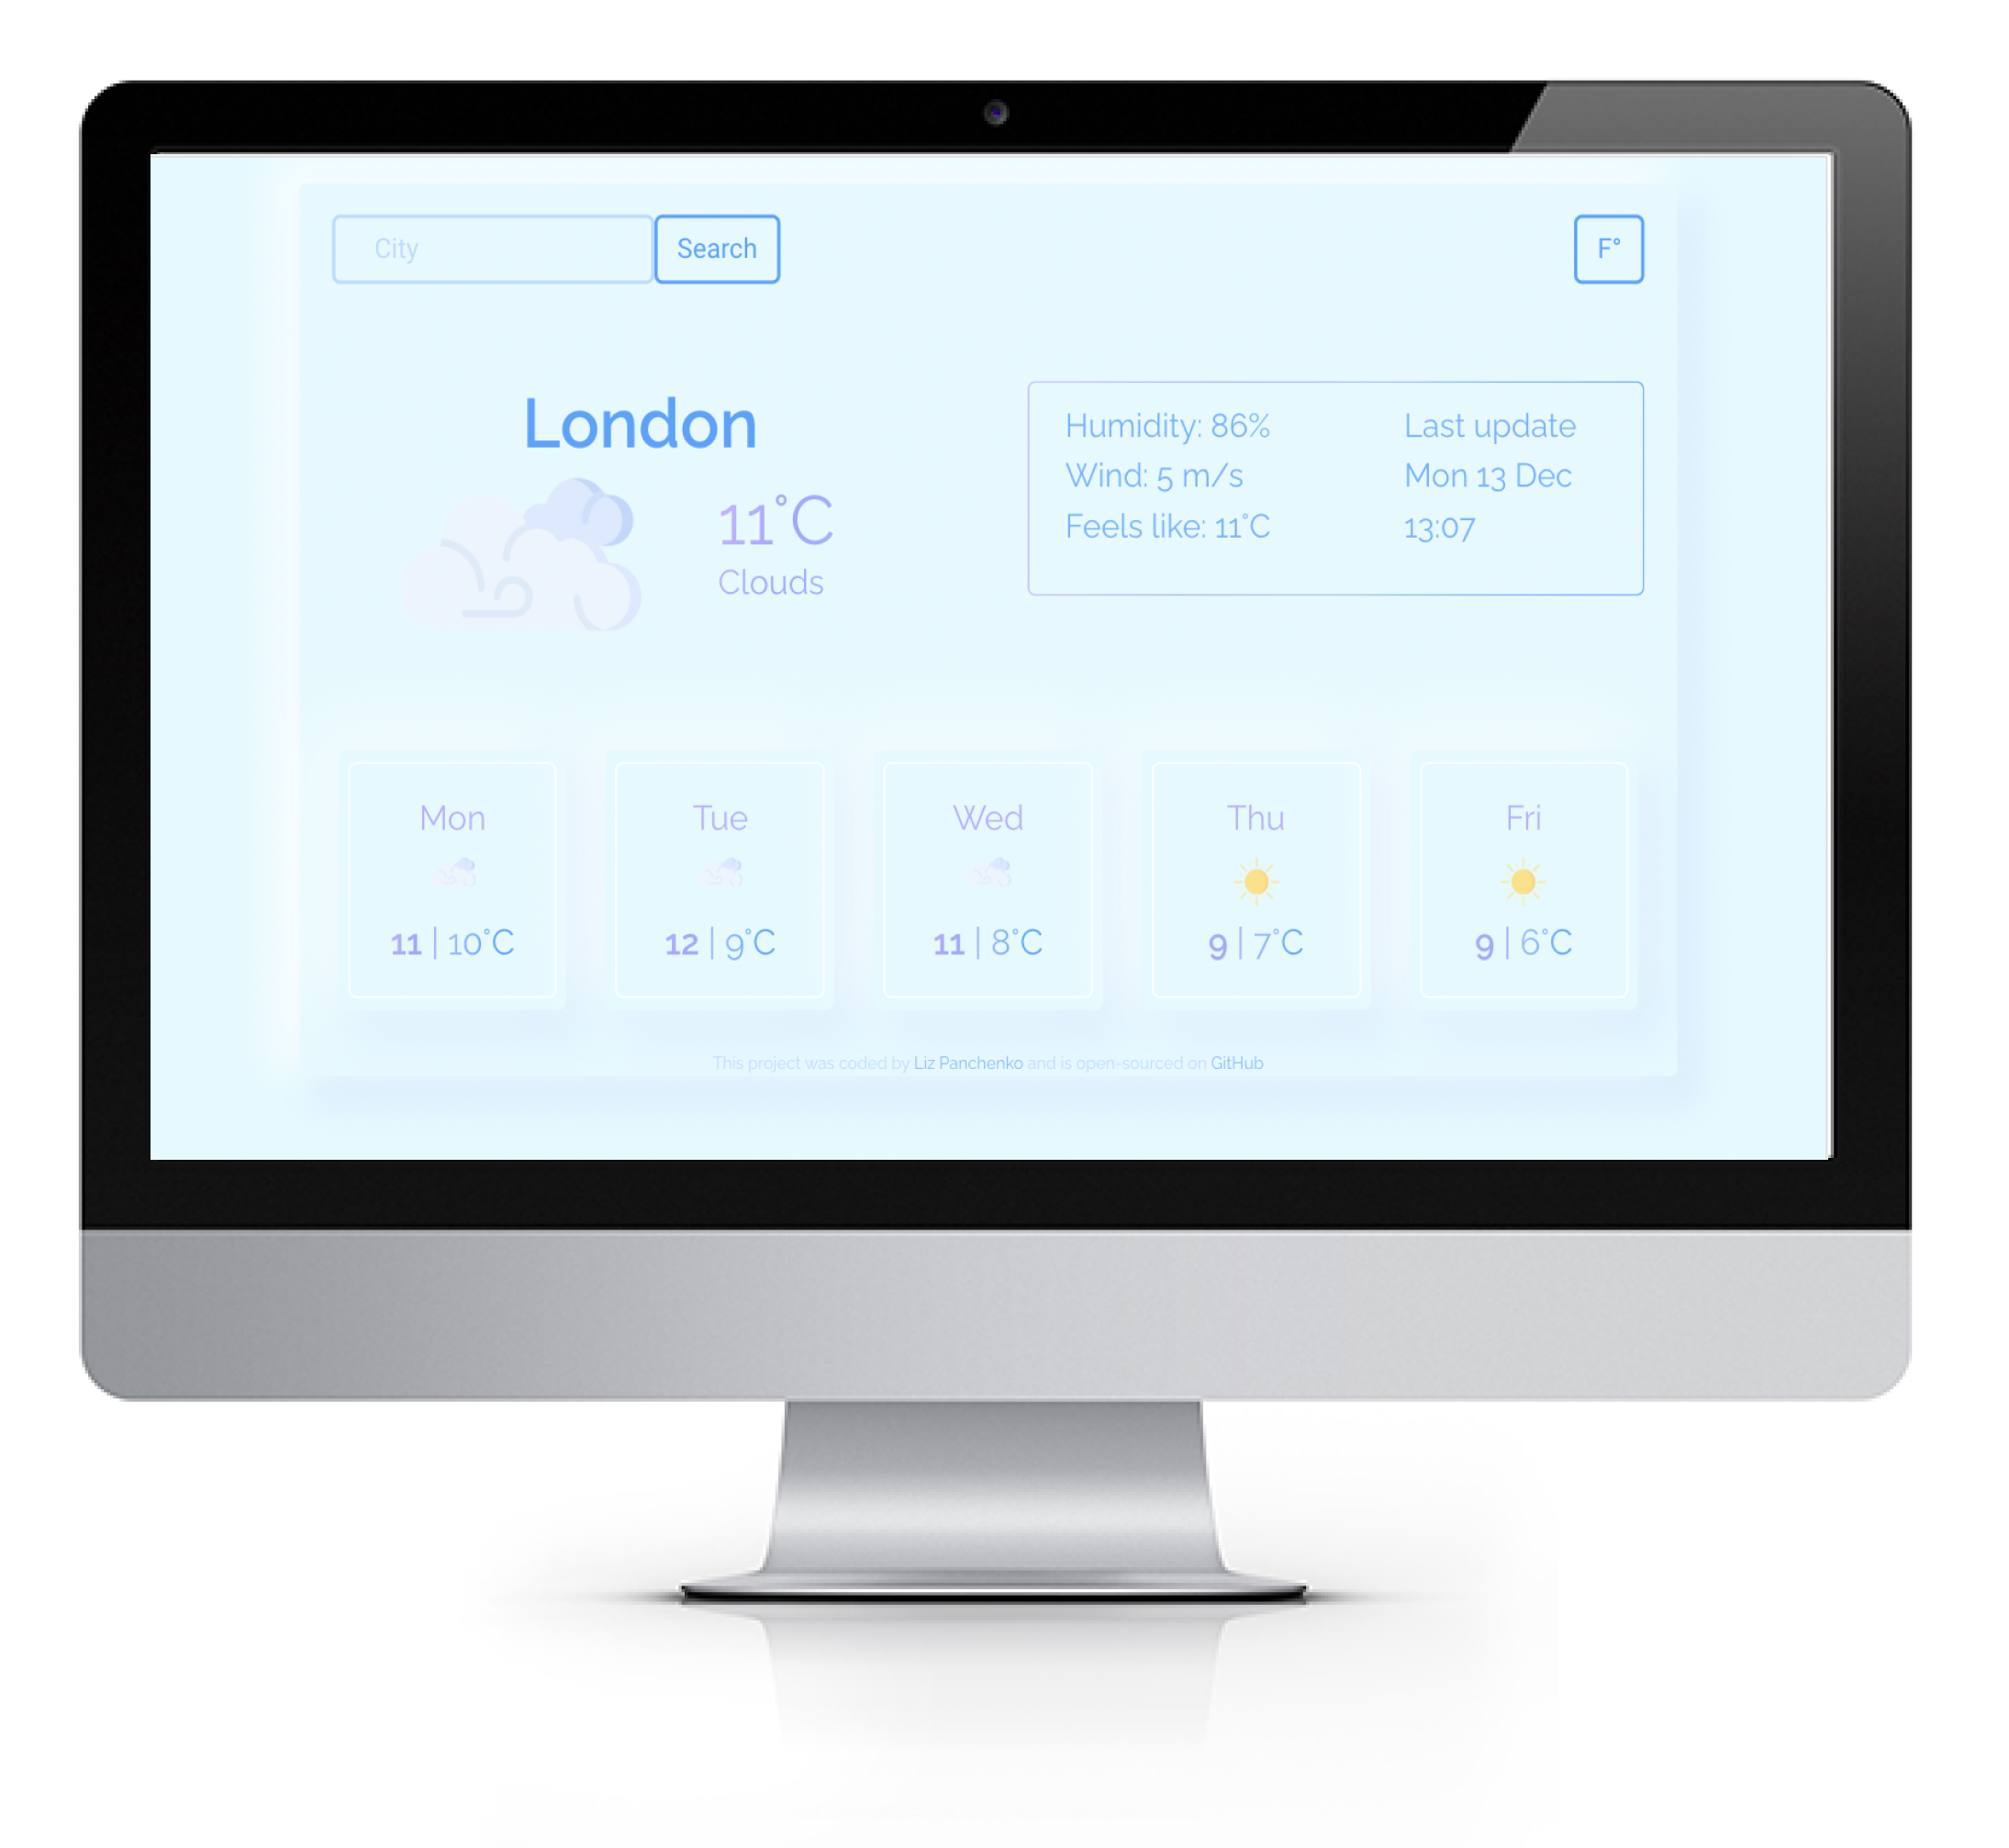 City
Search
F°
London
11°C
Clouds
Humidity: 86%
Wind: 5 m/s
Feels like: 11°C
Last update
Mon 13 Dec
13:07
Mon
11 | 10°C
Tue
12 | 9°C
Wed
11 | 8°C
Thu
9 | 7°C
Fri
9 | 6°C
This project was coded by Liz Panchenko and is open-sourced on GitHub